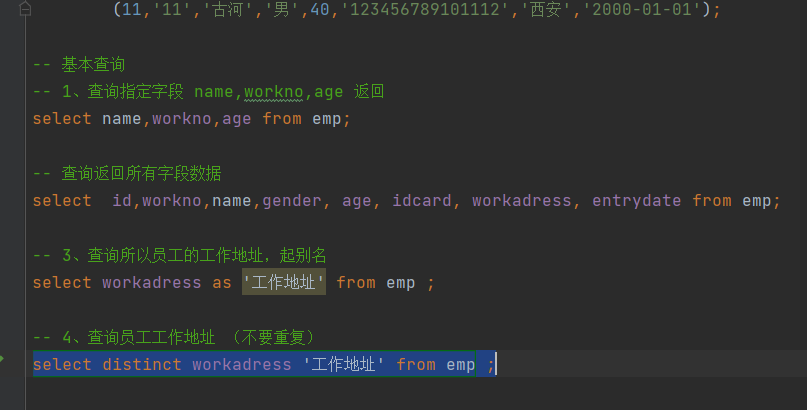 (11,'11','古河','男',40,'123456789101112','西安','2000-01-01');
-- 基本查询
-- 1、查询指定字段 name,workno,age 返回
select name,workno,age from emp;
-- 查询返回所有字段数据
select  id,workno,name,gender, age, idcard, workadress, entrydate from emp;
-- 3、查询所以员工的工作地址，起别名
select workadress as '工作地址' from emp ;
-- 4、查询员工工作地址 （不要重复）
select distinct workadress '工作地址' from emp ;